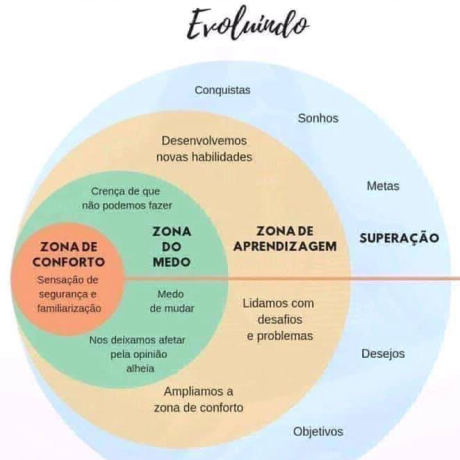 Evoluindo
Conquistas
Sonhos
Desenvolvemos
novas habilidades
Metas
Crença de que
não podemos fazer
ZONA DE
CONFORTO
Sensação de
segurança e
familiarização
ZONA
DO
MEDO
Medo
de mudar
Nos deixamos afetar
pela opinião
alheia
ZONA DE
APRENDIZAGEM
Lidamos com
desafios
e problemas
Ampliamos a
zona de conforto
SUPERAÇÃO
Desejos
Objetivos